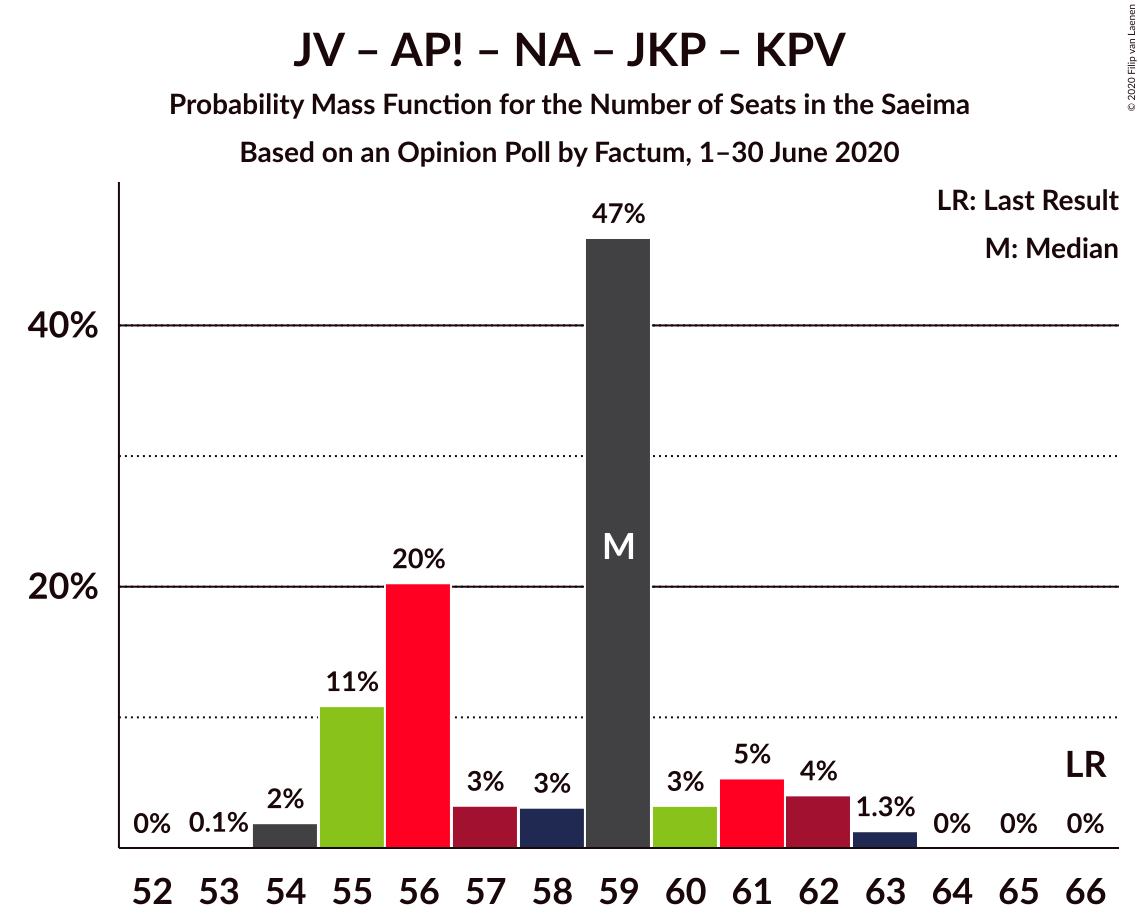 JV – AP! – NA – JKP – KPV
Probability Mass Function for the Number of Seats in the Saeima
Based on an Opinion Poll by Factum, 1–30 June 2020
© 2020 Filip van Laenen
LR: Last Result
M: Median
40%
20%
0%
0.1%
2%
11%
20%
3%
3%
47%
M
3%
5%
4%
1.3%
0%
0%
LR
0%
52 53 54 55 56 57 58 59 60 61 62 63 64 65 66